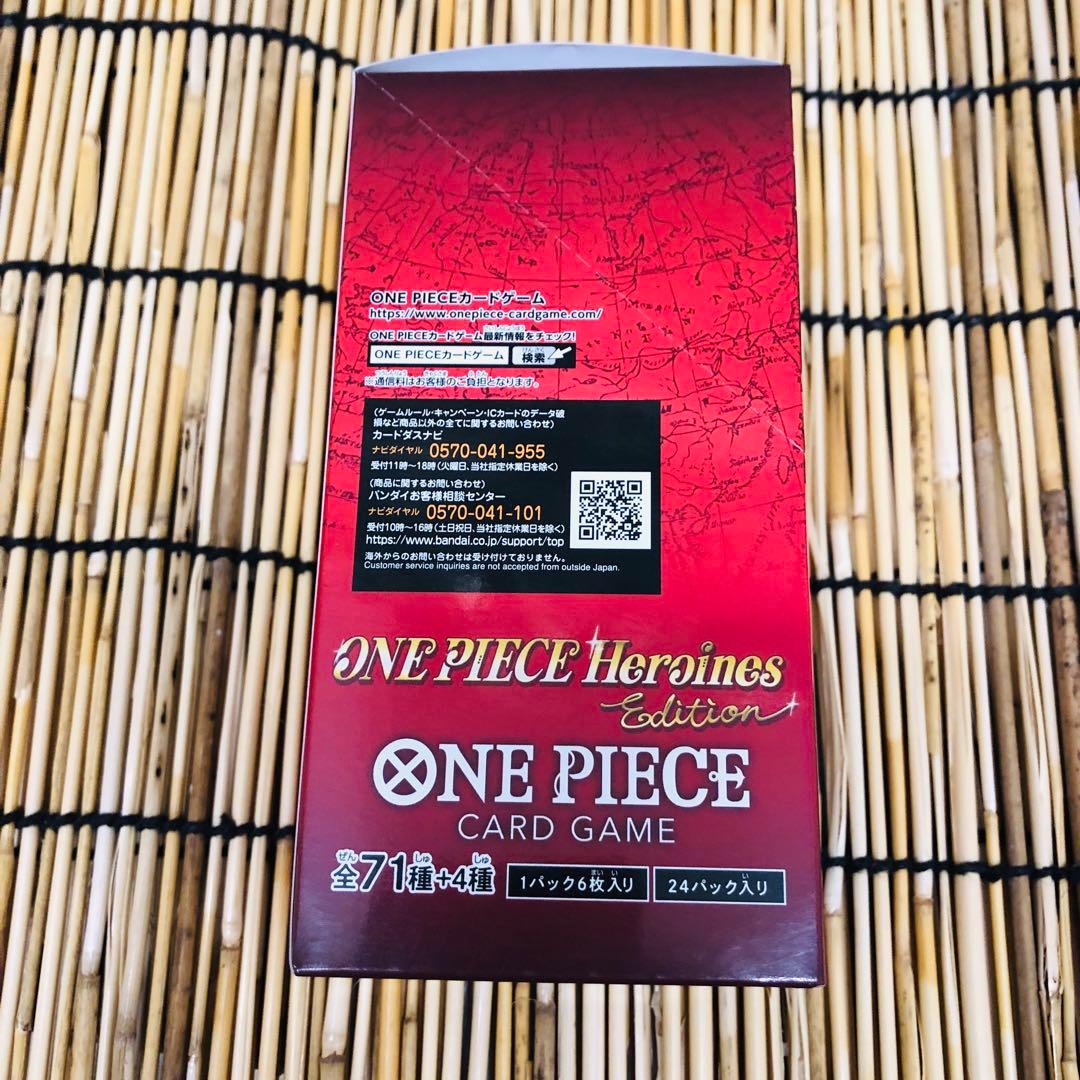 ONE PIECEカードゲーム
https://www.onepiece-cardgame.com/
ONE PIECEカードゲーム最新情報をチェック!
ONE PIECEカードゲーム 検索
※通信料はお客様のご負担となります。
(ゲームルール・キャンペーン・ICカードのデータ破
損など商品以外の全てに関するお問い合わせ)
カードダスナビ
ナビダイヤル 0570-041-955
受付11時〜18時(火曜日、当社指定休業日を除く)
(商品に関するお問い合わせ)
バンダイお客様相談センター
ナビダイヤル 0570-041-101
受付10時〜16時(土日祝日、当社指定休業日を除く)
https://www.bandai.co.jp/support/top
海外からのお問い合わせは受け付けておりません。
Customer service inquiries are not accepted from outside Japan.
ONE PIECE Heroines
Edition
ONE PIECE
CARD GAME
全71種+4種 1パック6枚入り 24パック入り